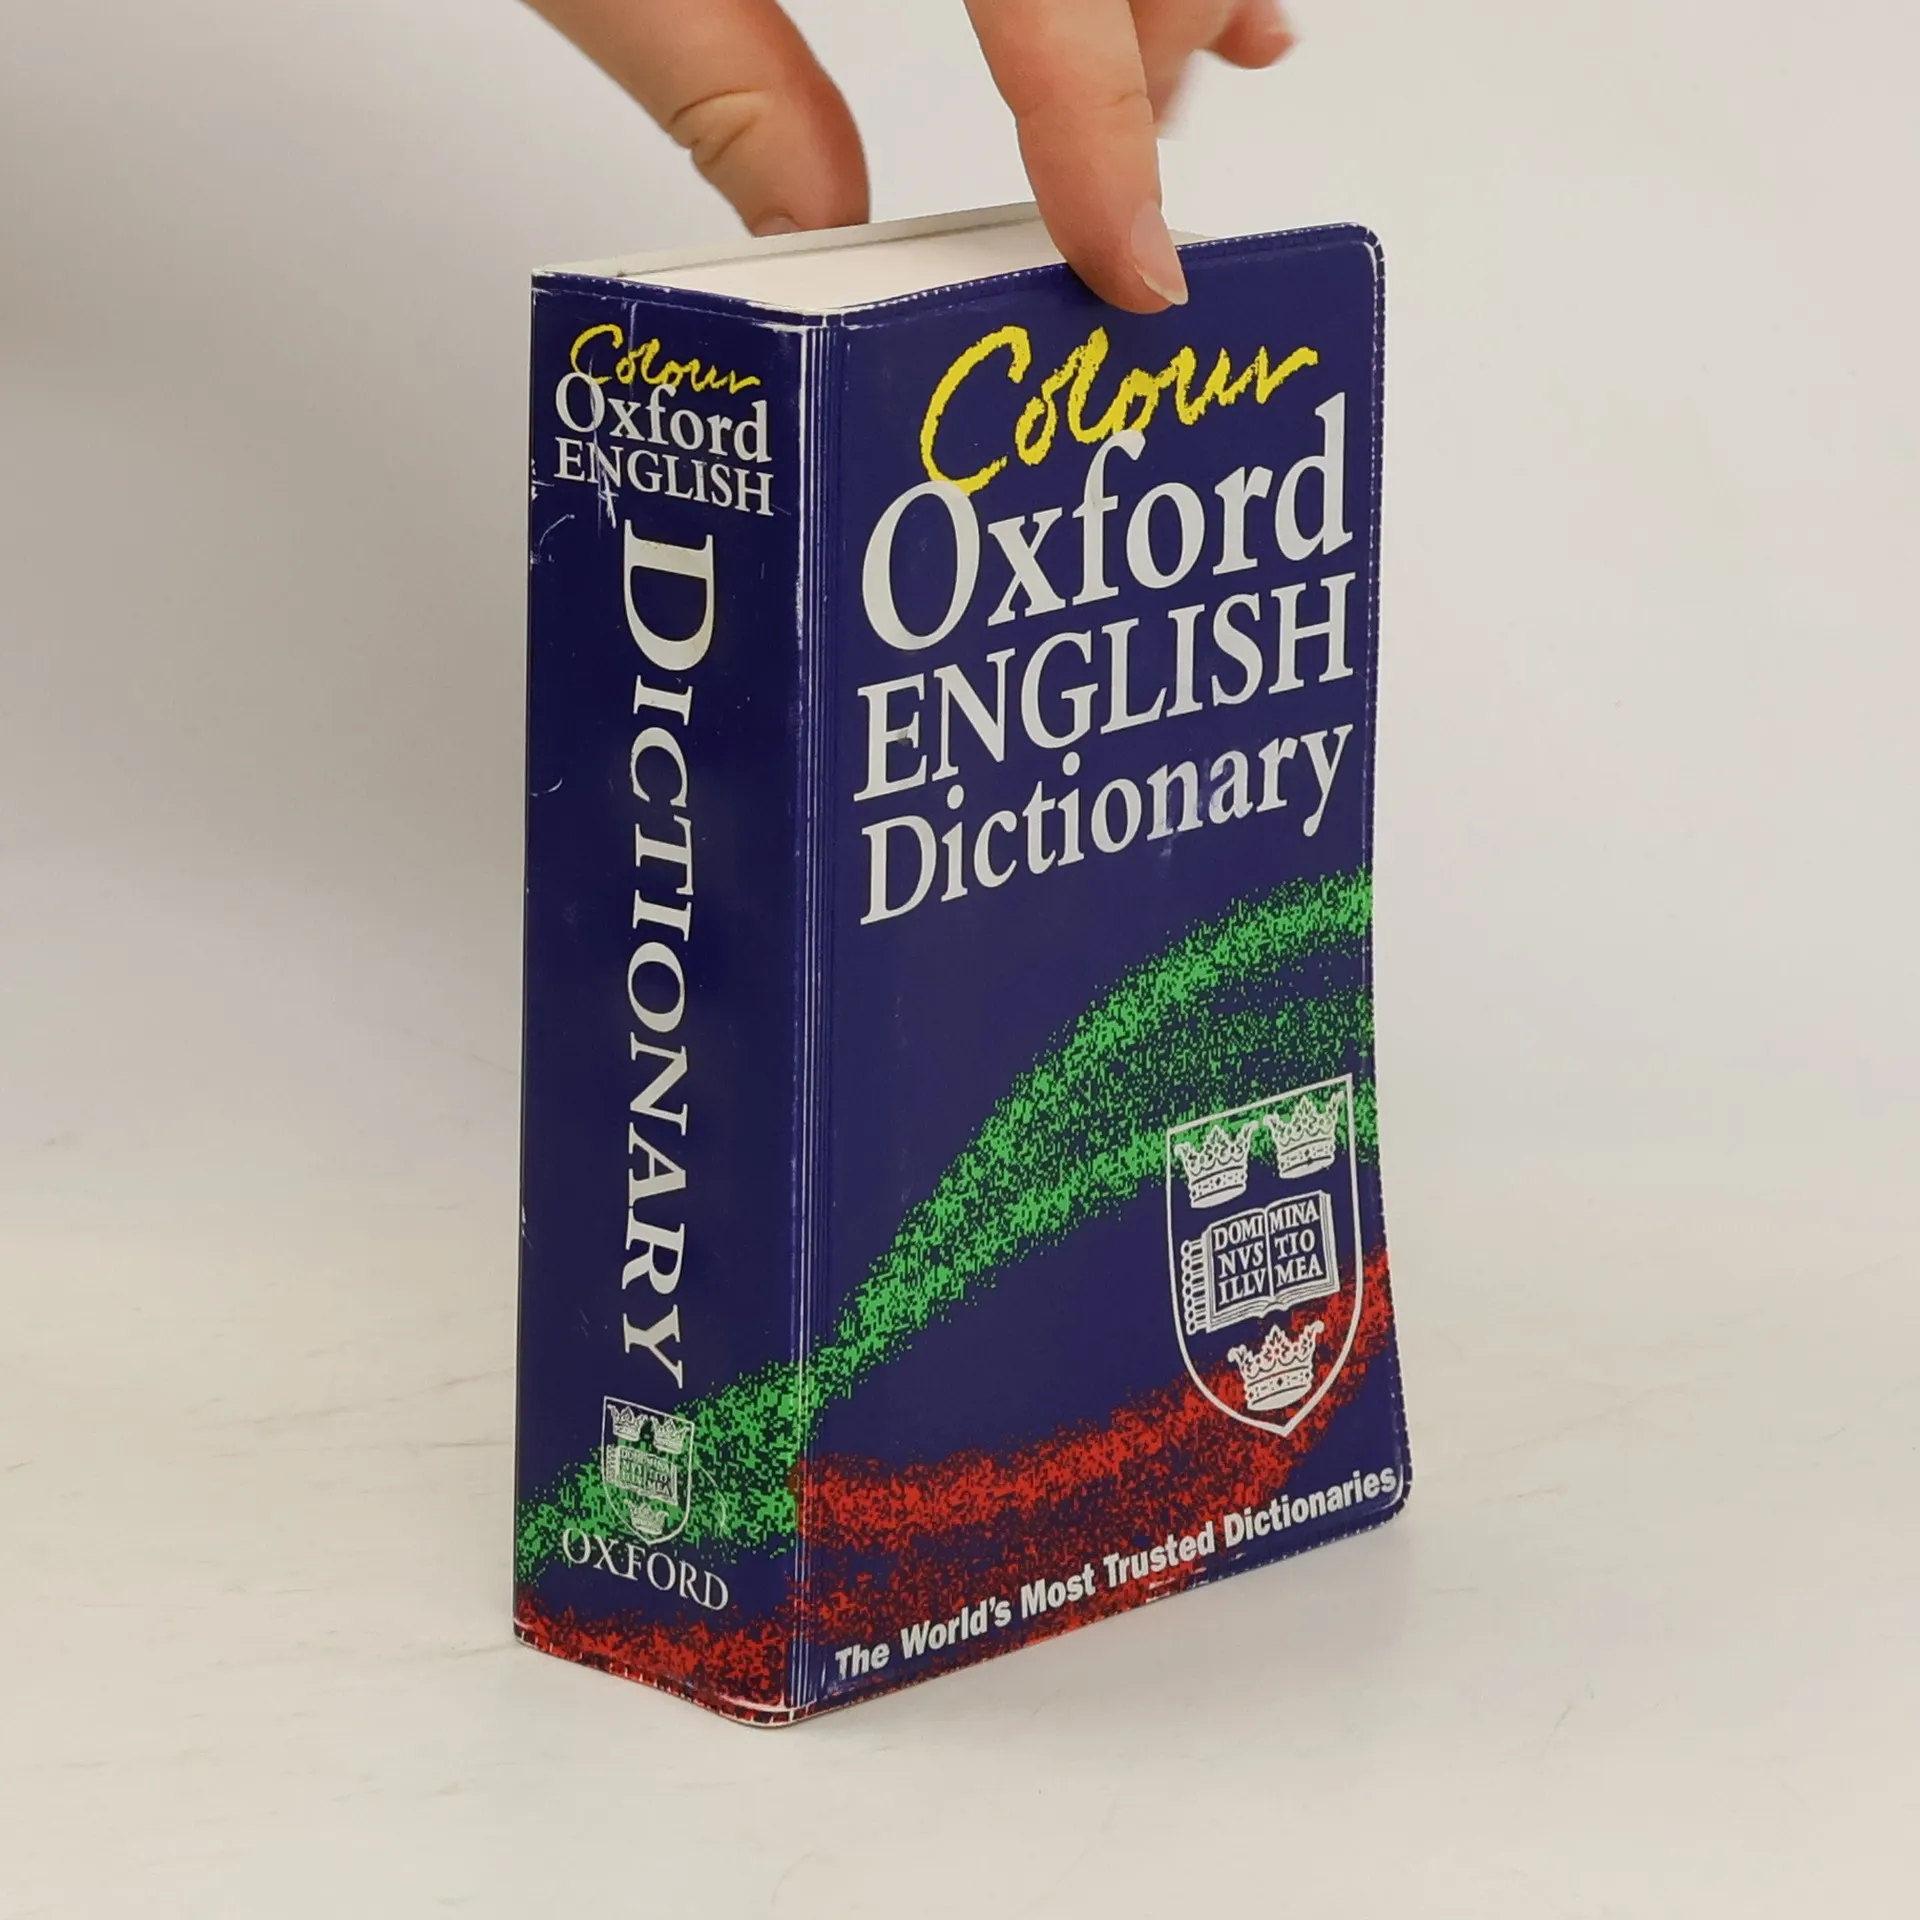 Colour
Oxford
ENGLISH
DICTIONARY
OXFORD
Colour
Oxford
ENGLISH
Dictionary
DOMI MINA
NVS TIO
ILLV MEA
The World's Most Trusted Dictionaries